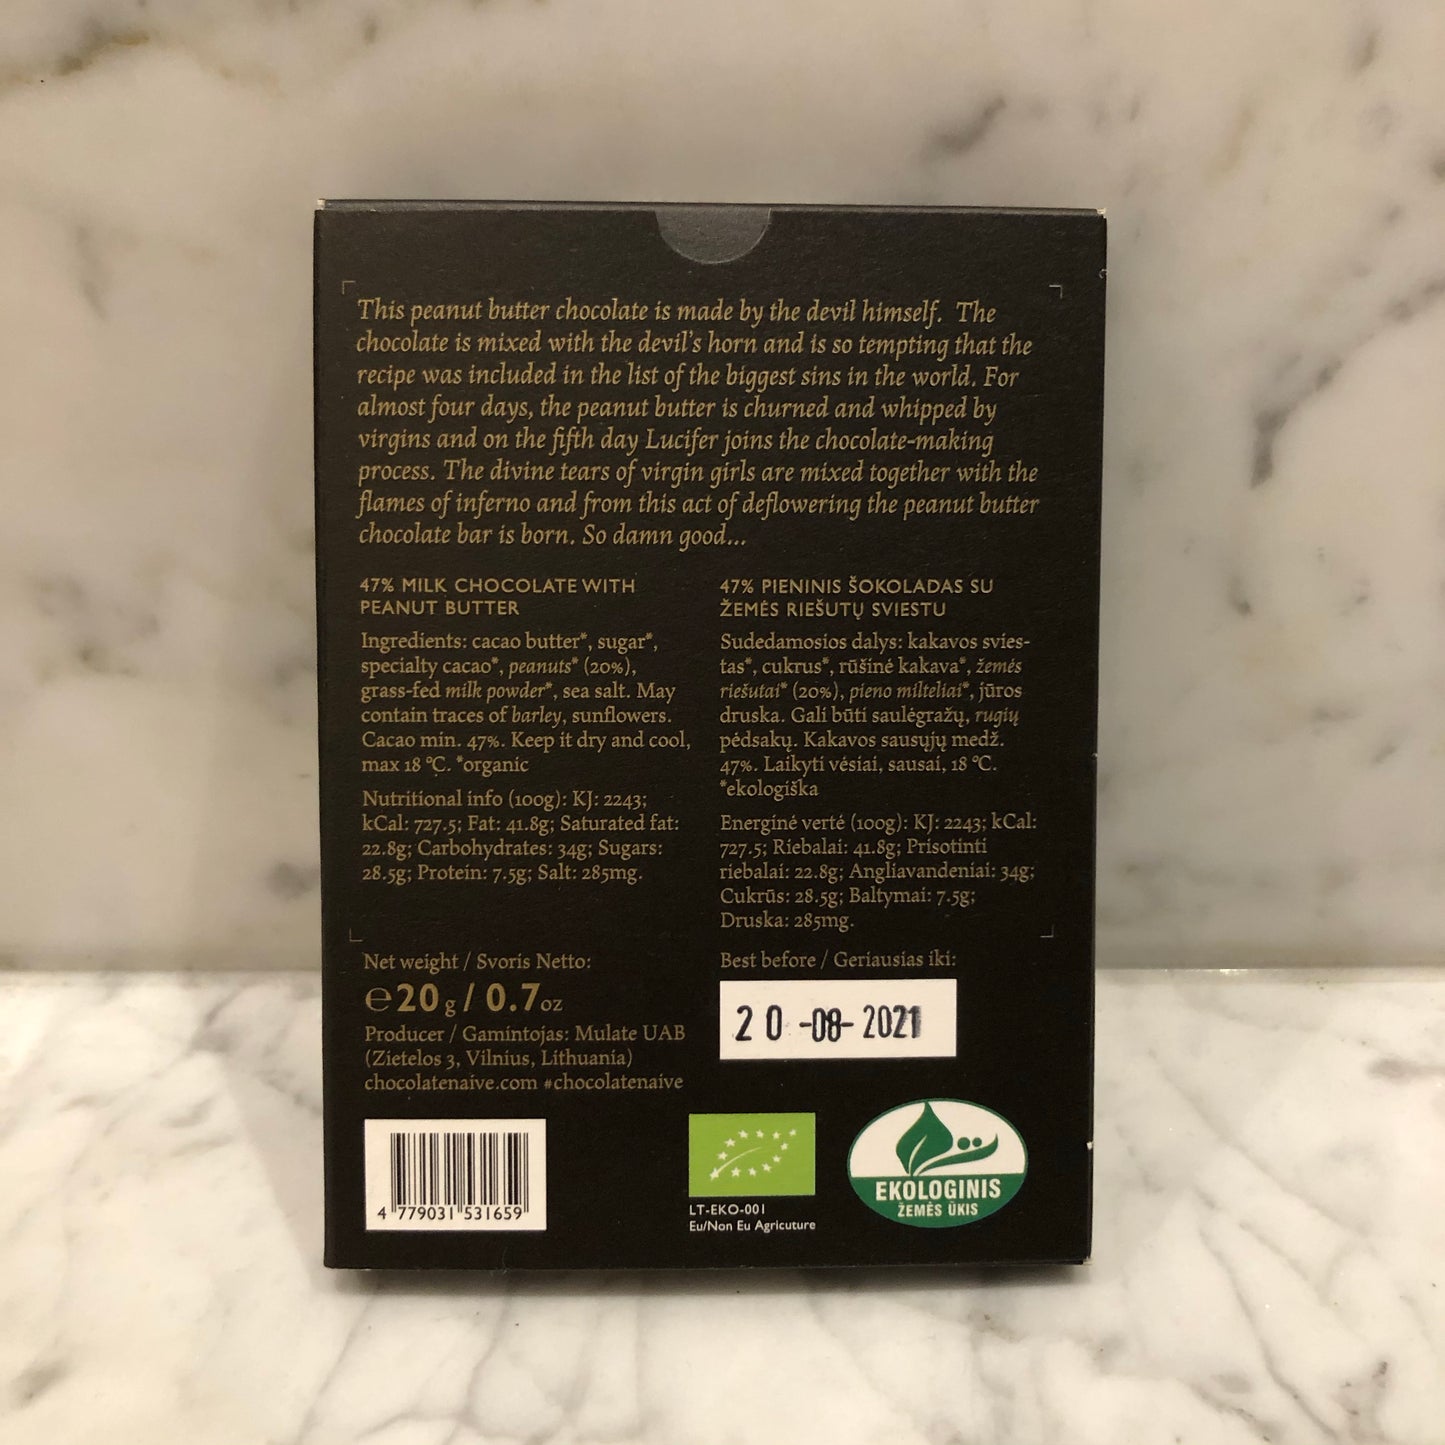 This peanut butter chocolate is made by the devil himself. The
chocolate is mixed with the devil's horn and is so tempting that the
recipe was included in the list of the biggest sins in the world. For
almost four days, the peanut butter is churned and whipped by
virgins and on the fifth day Lucifer joins the chocolate-making
process. The divine tears of virgin girls are mixed together with the
flames of inferno and from this act of deflowering the peanut butter
chocolate bar is born. So damn good...
47% MILK CHOCOLATE WITH
PEANUT BUTTER
Ingredients: cacao butter*, sugar*,
specialty cacao*, peanuts* (20%),
grass-fed milk powder*, sea salt. May
contain traces of barley, sunflowers.
Cacao min. 47%. Keep it dry and cool,
max 18 °C. *organic
Nutritional info (100g): KJ: 2243;
kCal: 727.5; Fat: 41.8g; Saturated fat:
22.8g; Carbohydrates: 34g; Sugars:
28.5g; Protein: 7.5g; Salt: 285mg.
47% PIENINIS ŠOKOLADAS SU
ŽEMĖS RIEŠUTŲ SVIESTU
Sudedamosios dalys: kakavos svies-
tas*, cukrus*, rūšinė kakava*, žemės
riešutai* (20%), pieno milteliai*, jūros
druska. Gali būti saulėgrąžų, rugių
pėdsakų. Kakavos sausųjų medž.
47%. Laikyti vėsiai, sausai, 18 °C.
*ekologiška
Energinė vertė (100g): KJ: 2243; kCal:
727.5; Riebalai: 41.8g; Prisotinti
riebalai: 22.8g; Angliavandeniai: 34g;
Cukrūs: 28.5g; Baltymai: 7.5g;
Druska: 285mg.
Net weight / Svoris Netto:
℮20 g / 0.7oz
Producer / Gamintojas: Mulate UAB
(Zietelos 3, Vilnius, Lithuania)
chocolatenaive.com #chocolatenaive
Best before / Geriausias iki:
20 -08- 2021
4 779031 531659
LT-EKO-001
Eu/Non Eu Agricuture
EKOLOGINIS
ŽEMĖS ŪKIS